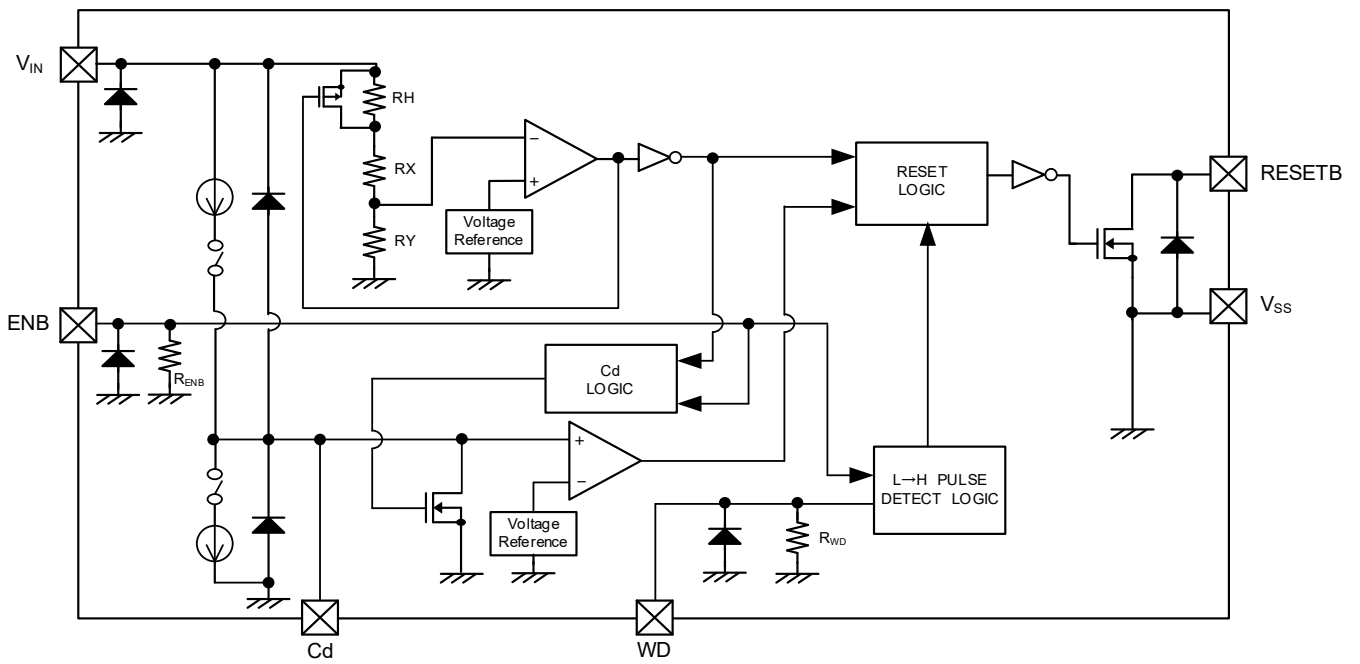 VIN
RH
RX
RY
−
+
Voltage
Reference
RESET
LOGIC
RESETB
VSS
ENB
RENB
Cd
LOGIC
+
−
Voltage
Reference
L→H PULSE
DETECT LOGIC
RWD
Cd
WD